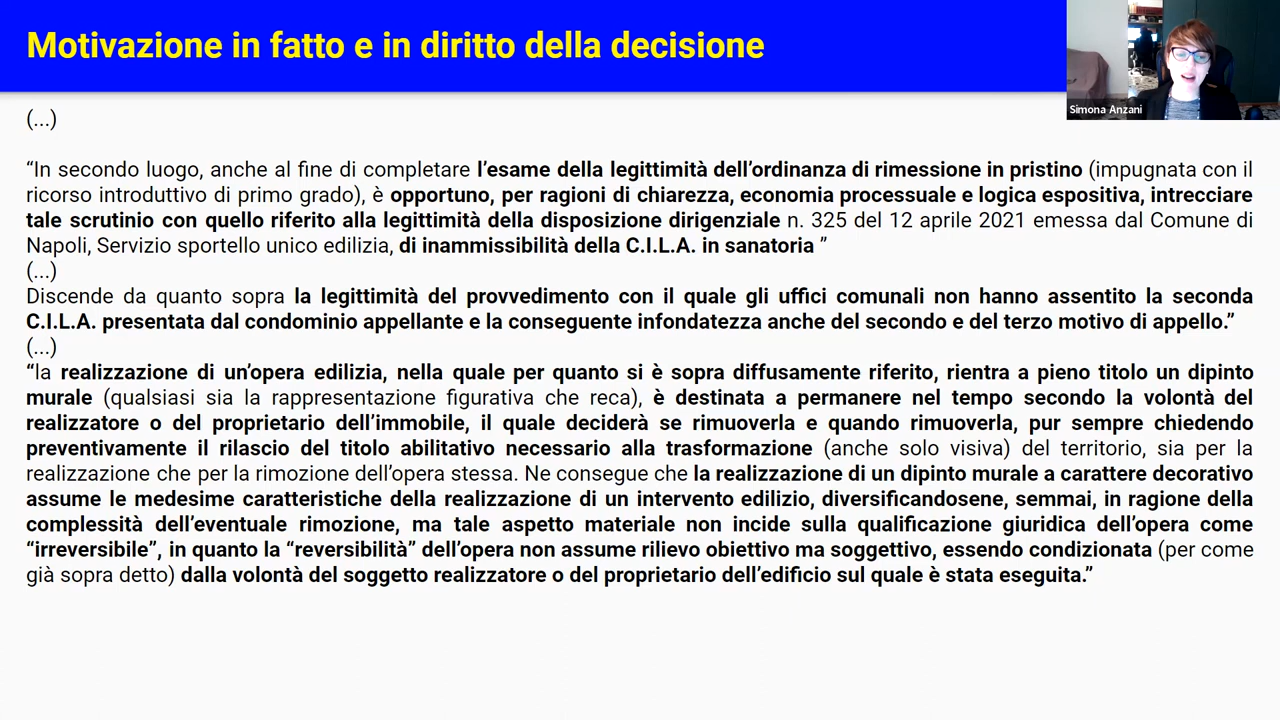 Motivazione in fatto e in diritto della decisione
Simona Anzani
(...)
“In secondo luogo, anche al fine di completare l’esame della legittimità dell’ordinanza di rimessione in pristino (impugnata con il
ricorso introduttivo di primo grado), è opportuno, per ragioni di chiarezza, economia processuale e logica espositiva, intrecciare
tale scrutinio con quello riferito alla legittimità della disposizione dirigenziale n. 325 del 12 aprile 2021 emessa dal Comune di
Napoli, Servizio sportello unico edilizia, di inammissibilità della C.I.L.A. in sanatoria ”
(...)
Discende da quanto sopra la legittimità del provvedimento con il quale gli uffici comunali non hanno assentito la seconda
C.I.L.A. presentata dal condominio appellante e la conseguente infondatezza anche del secondo e del terzo motivo di appello.”
(...)
“la realizzazione di un’opera edilizia, nella quale per quanto si è sopra diffusamente riferito, rientra a pieno titolo un dipinto
murale (qualsiasi sia la rappresentazione figurativa che reca), è destinata a permanere nel tempo secondo la volontà del
realizzatore o del proprietario dell’immobile, il quale deciderà se rimuoverla e quando rimuoverla, pur sempre chiedendo
preventivamente il rilascio del titolo abilitativo necessario alla trasformazione (anche solo visiva) del territorio, sia per la
realizzazione che per la rimozione dell’opera stessa. Ne consegue che la realizzazione di un dipinto murale a carattere decorativo
assume le medesime caratteristiche della realizzazione di un intervento edilizio, diversificandosene, semmai, in ragione della
complessità dell’eventuale rimozione, ma tale aspetto materiale non incide sulla qualificazione giuridica dell’opera come
“irreversibile”, in quanto la “reversibilità” dell’opera non assume rilievo obiettivo ma soggettivo, essendo condizionata (per come
già sopra detto) dalla volontà del soggetto realizzatore o del proprietario dell’edificio sul quale è stata eseguita.”